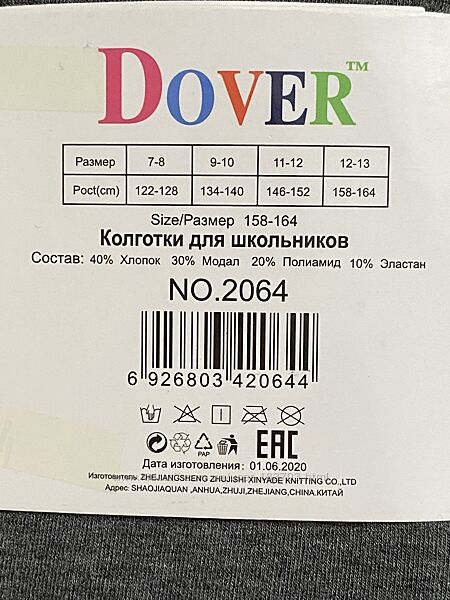 DOVER™
Размер 7-8 9-10 11-12 12-13
Рост(cm) 122-128 134-140 146-152 158-164
Size/Размер 158-164
Колготки для школьников
Состав: 40% Хлопок 30% Модал 20% Полиамид 10% Эластан
NO.2064
6 926803 420644
PAP EAC
Дата изготовления: 01.06.2020
Изготовитель: ZHEJIANGSHENG ZHUJISHI XINYADE KNITTING CO.,LTD
Адрес: SHAOJIAQUAN ,ANHUA,ZHUJI,ZHEJIANG,CHINA.КИТАЙ